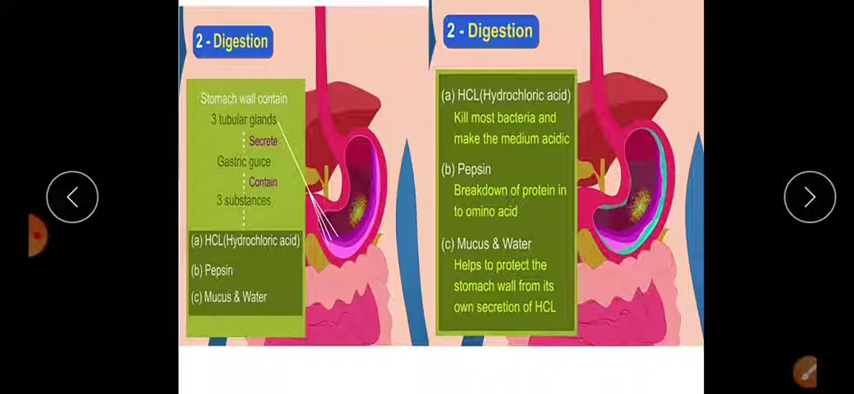 2 - Digestion
Stomach wall contain
3 tubular glands
Secrete
Gastric guice
Contain
3 substances
(a) HCL(Hydrochloric acid)
(b) Pepsin
(c) Mucus & Water
2 - Digestion
(a) HCL(Hydrochloric acid)
Kill most bacteria and
make the medium acidic
(b) Pepsin
Breakdown of protein in
to omino acid
(c) Mucus & Water
Helps to protect the
stomach wall from its
own secretion of HCL